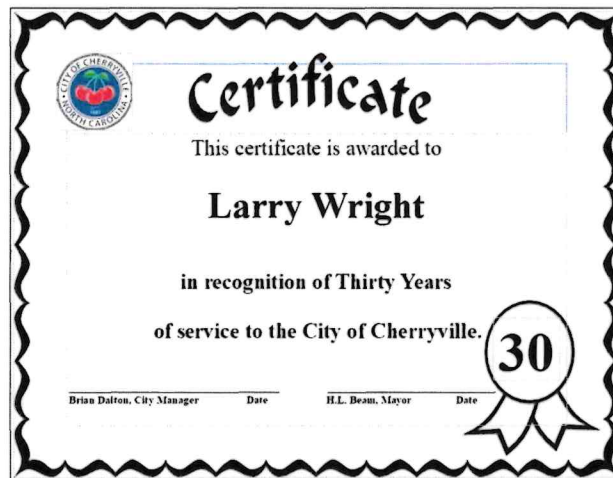 CITY OF CHERRYVILLE
NORTH CAROLINA
Certificate
This certificate is awarded to
Larry Wright
in recognition of Thirty Years
of service to the City of Cherryville.
30
Brian Dalton, City Manager Date H.L. Beam, Mayor Date